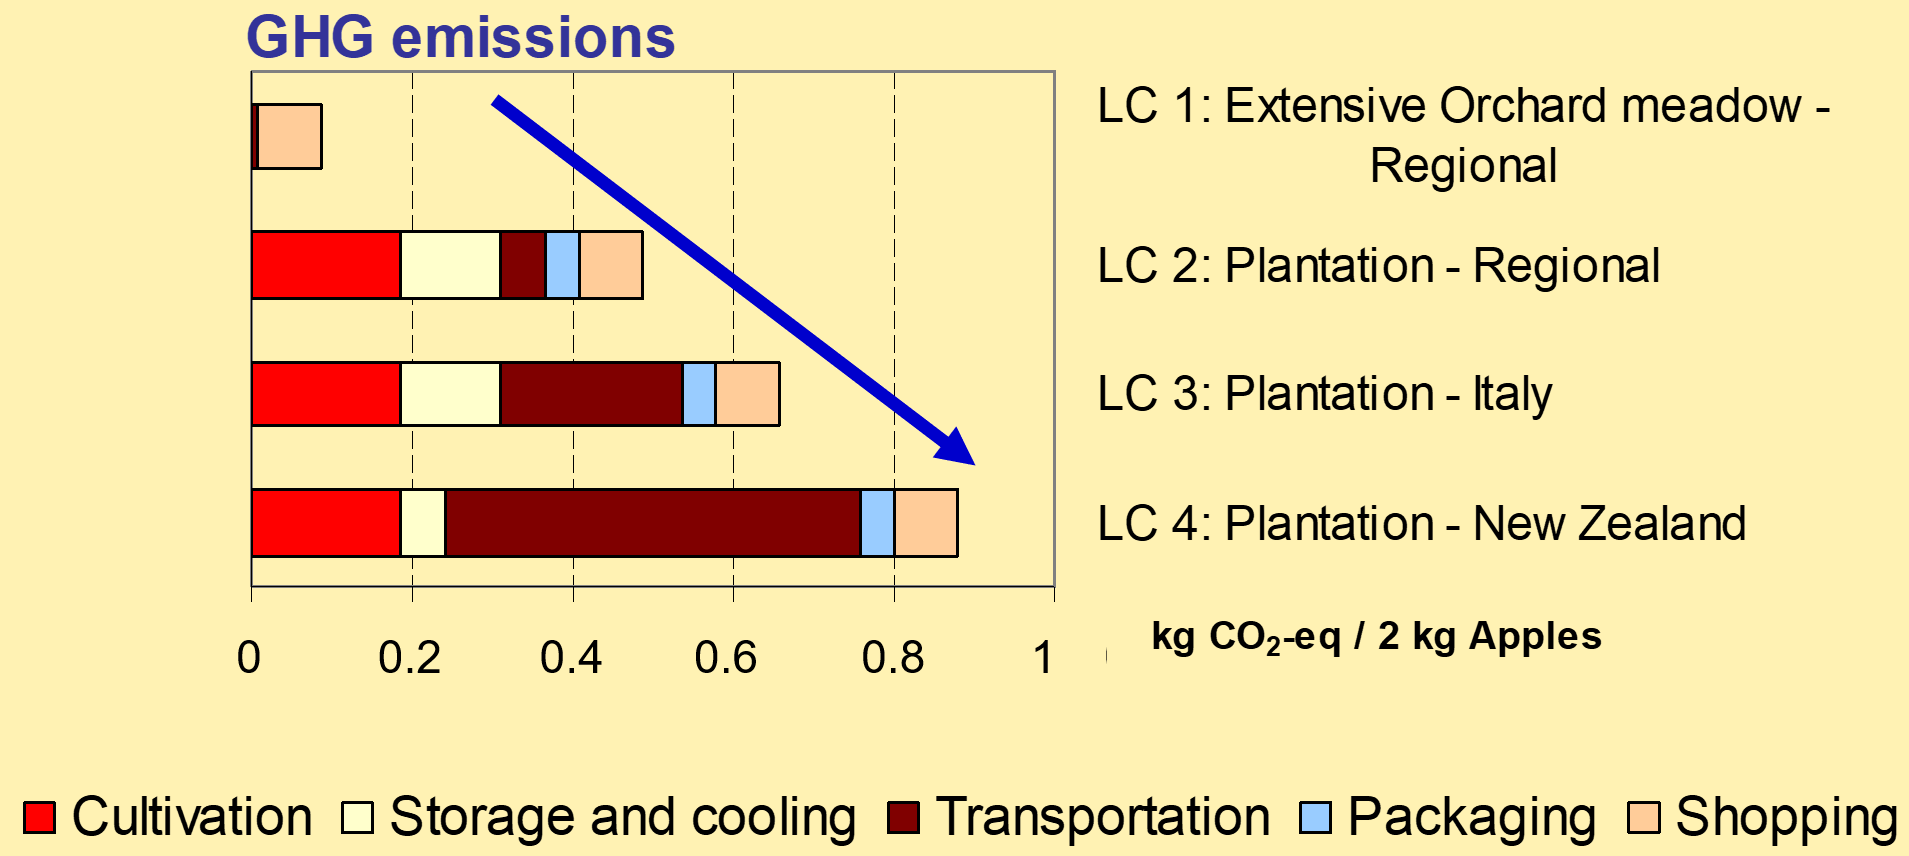 GHG emissions
LC 1: Extensive Orchard meadow -
Regional
LC 2: Plantation - Regional
LC 3: Plantation - Italy
LC 4: Plantation - New Zealand
0 0.2 0.4 0.6 0.8 1
kg CO₂-eq / 2 kg Apples
Cultivation Storage and cooling Transportation Packaging Shopping